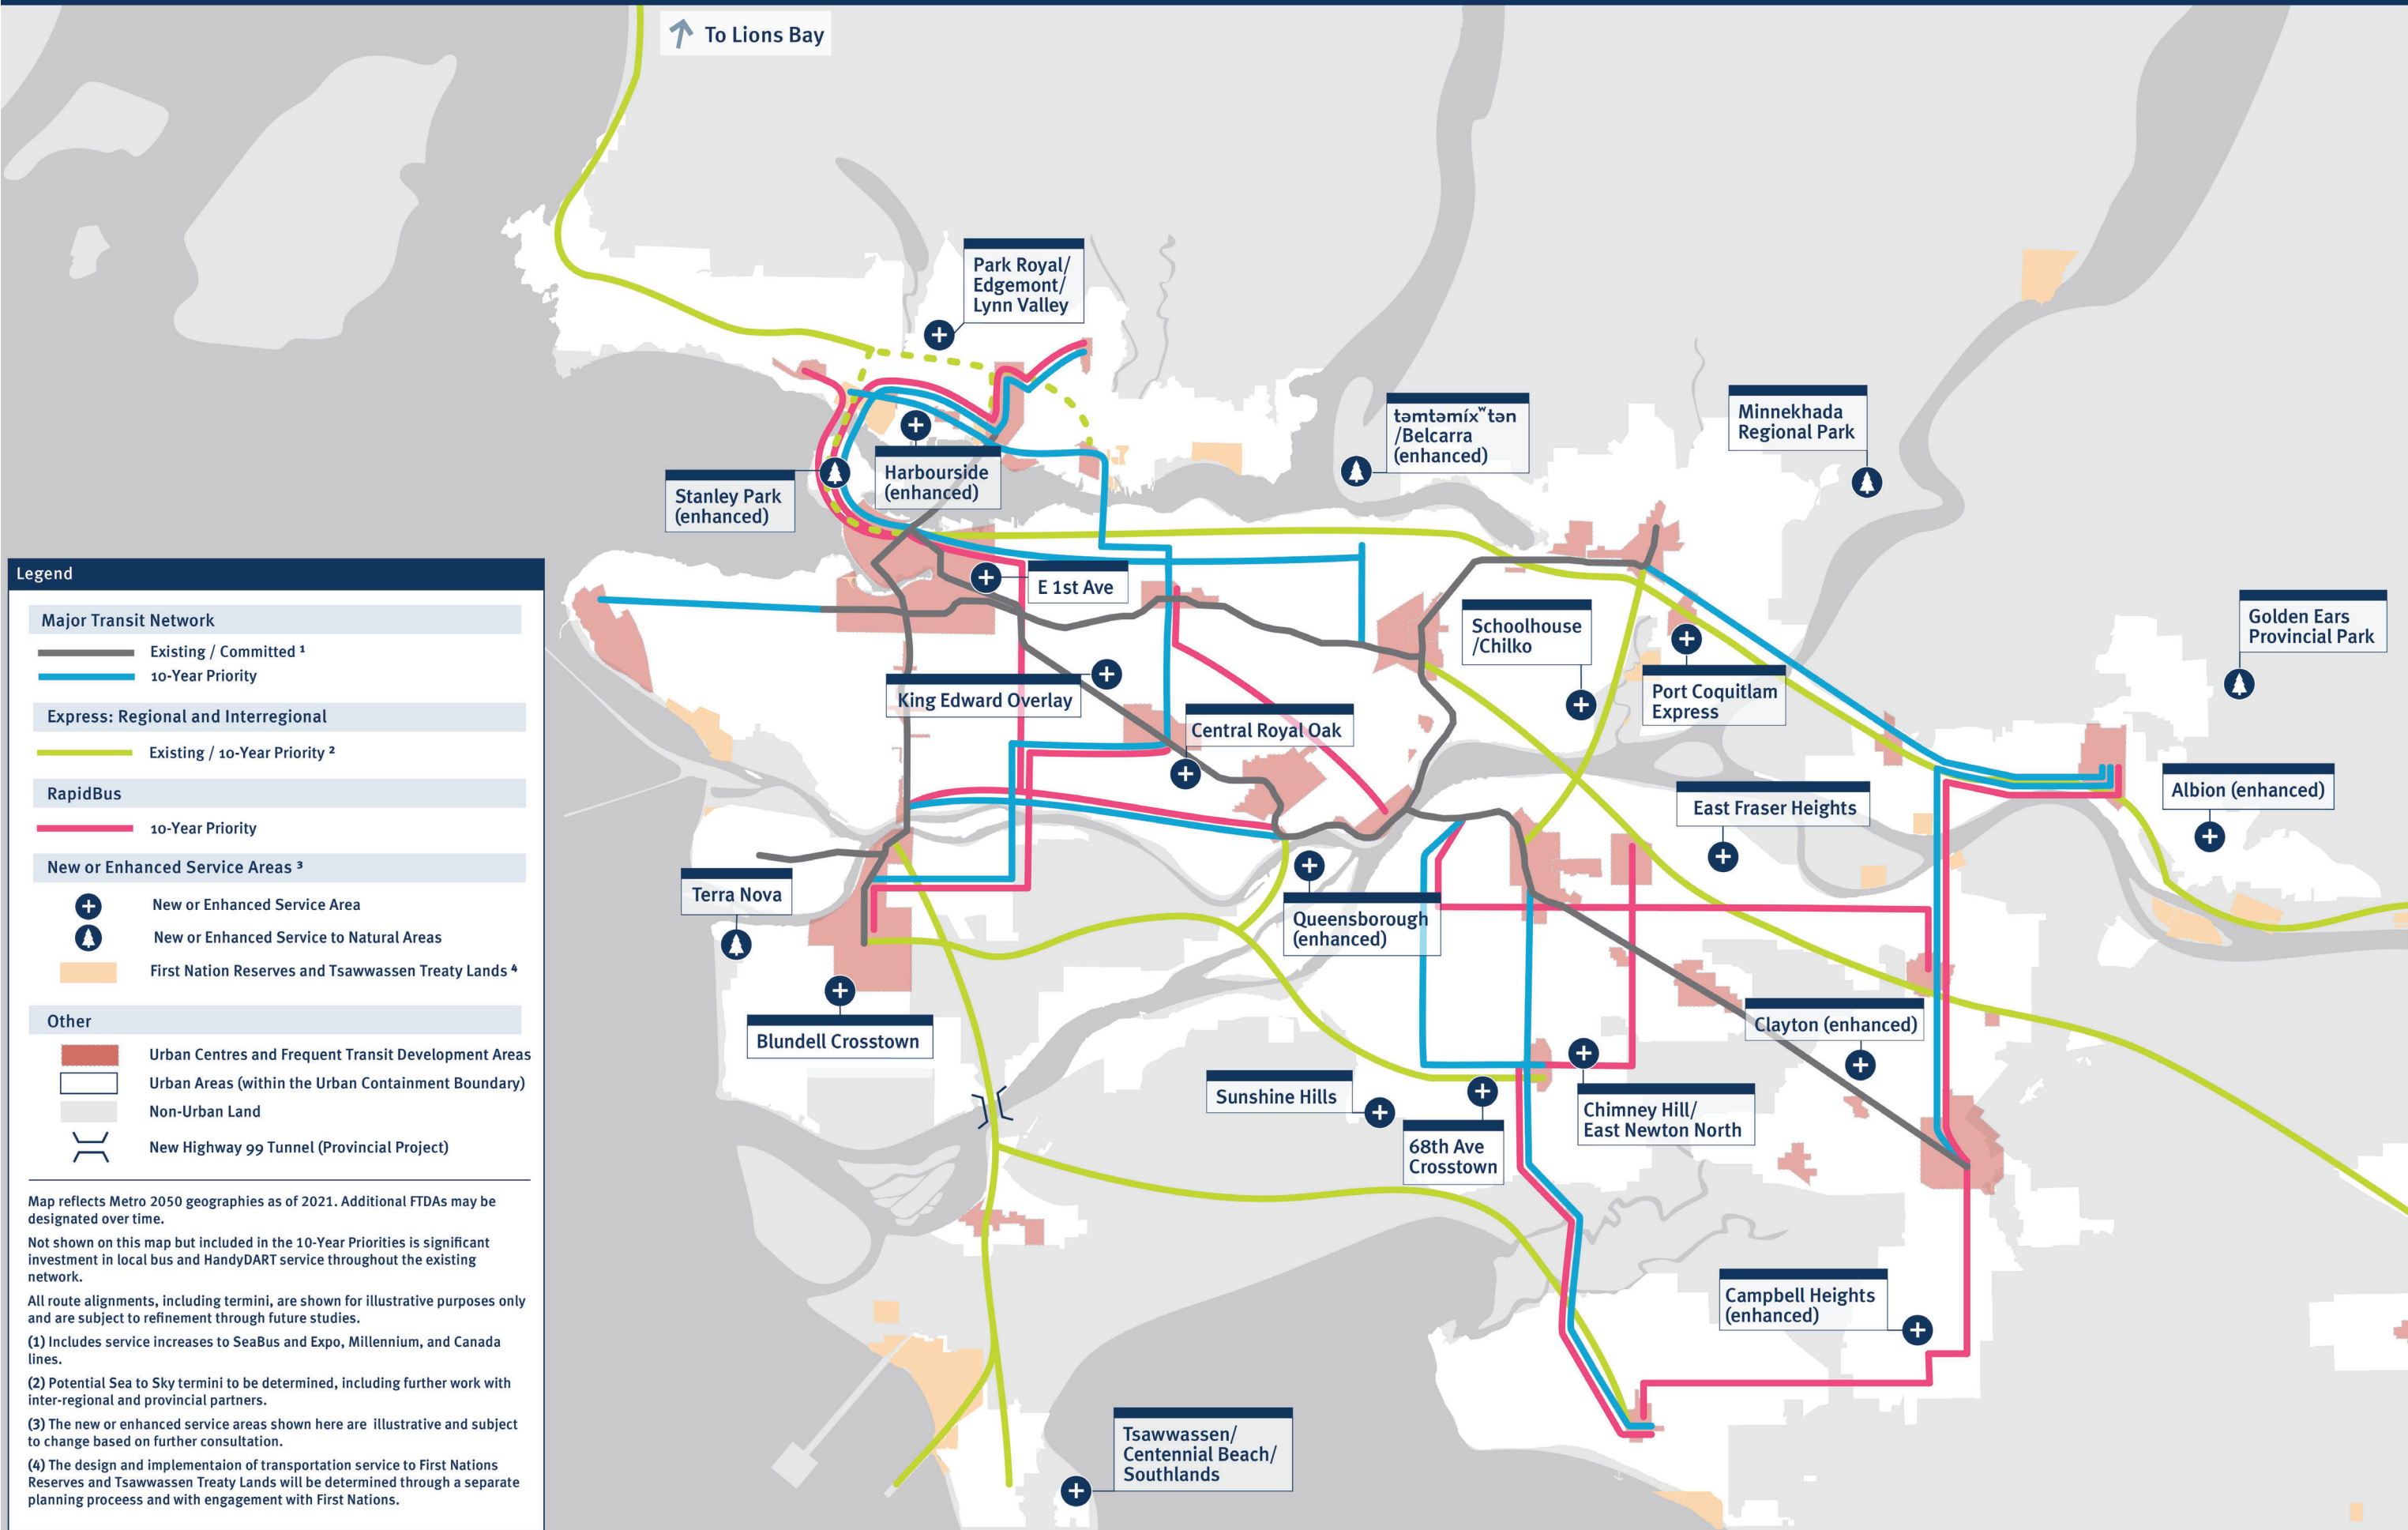 To Lions Bay
Park Royal/
Edgemont/
Lynn Valley
təmtəmíxʷtən
/Belcarra
(enhanced)
Minnekhada
Regional Park
Harbourside
(enhanced)
Stanley Park
(enhanced)
E 1st Ave
Schoolhouse
/Chilko
Golden Ears
Provincial Park
King Edward Overlay
Port Coquitlam
Express
Central Royal Oak
East Fraser Heights
Albion (enhanced)
Terra Nova
Queensborough
(enhanced)
Blundell Crosstown
Clayton (enhanced)
Sunshine Hills
68th Ave
Crosstown
Chimney Hill/
East Newton North
Campbell Heights
(enhanced)
Tsawwassen/
Centennial Beach/
Southlands
Legend
Major Transit Network
Existing / Committed ¹
10-Year Priority
Express: Regional and Interregional
Existing / 10-Year Priority ²
RapidBus
10-Year Priority
New or Enhanced Service Areas ³
New or Enhanced Service Area
New or Enhanced Service to Natural Areas
First Nation Reserves and Tsawwassen Treaty Lands ⁴
Other
Urban Centres and Frequent Transit Development Areas
Urban Areas (within the Urban Containment Boundary)
Non-Urban Land
New Highway 99 Tunnel (Provincial Project)
Map reflects Metro 2050 geographies as of 2021. Additional FTDAs may be
designated over time.
Not shown on this map but included in the 10-Year Priorities is significant
investment in local bus and HandyDART service throughout the existing
network.
All route alignments, including termini, are shown for illustrative purposes only
and are subject to refinement through future studies.
(1) Includes service increases to SeaBus and Expo, Millennium, and Canada
lines.
(2) Potential Sea to Sky termini to be determined, including further work with
inter-regional and provincial partners.
(3) The new or enhanced service areas shown here are illustrative and subject
to change based on further consultation.
(4) The design and implementaion of transportation service to First Nations
Reserves and Tsawwassen Treaty Lands will be determined through a separate
planning proceess and with engagement with First Nations.